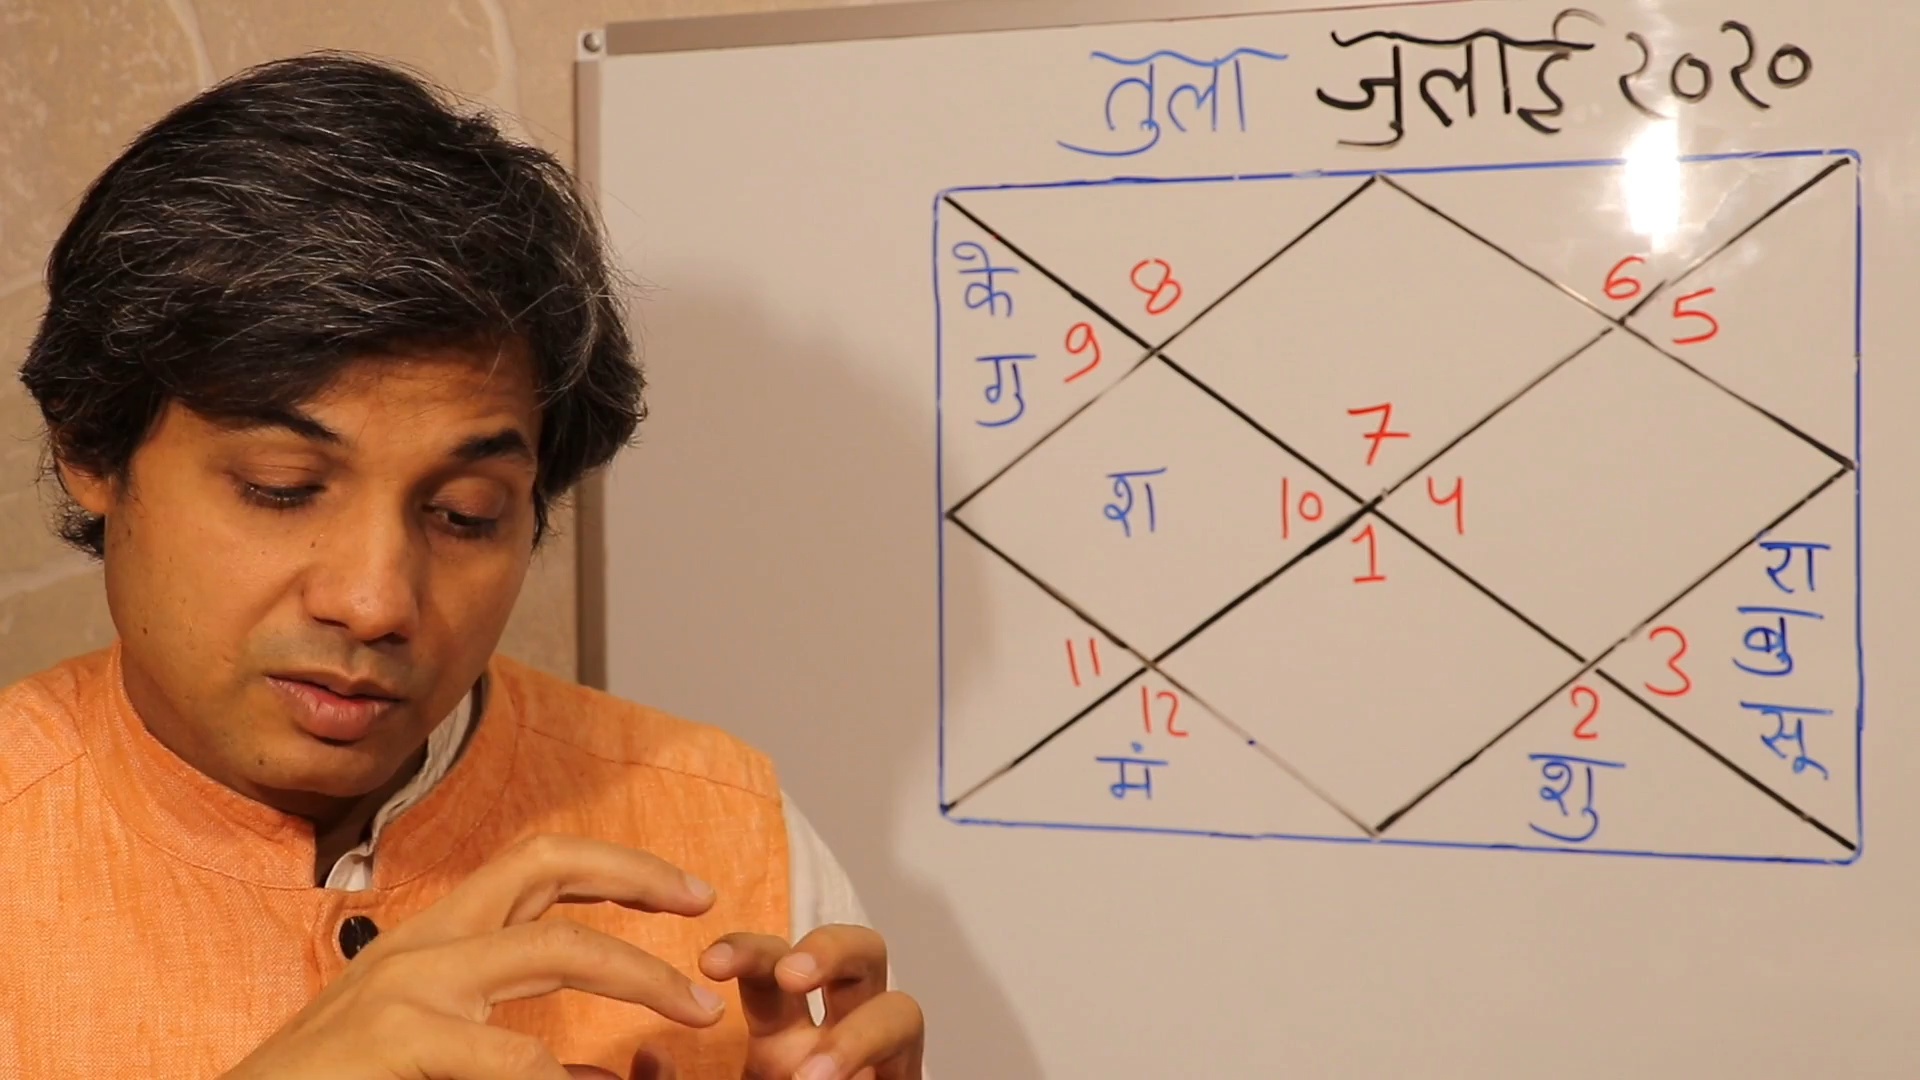 तुला जुलाई २०२०
के 8 6 5
9
गु
7
श 10 4
1
रा
11 बु 3
12 2 सू
मं शु